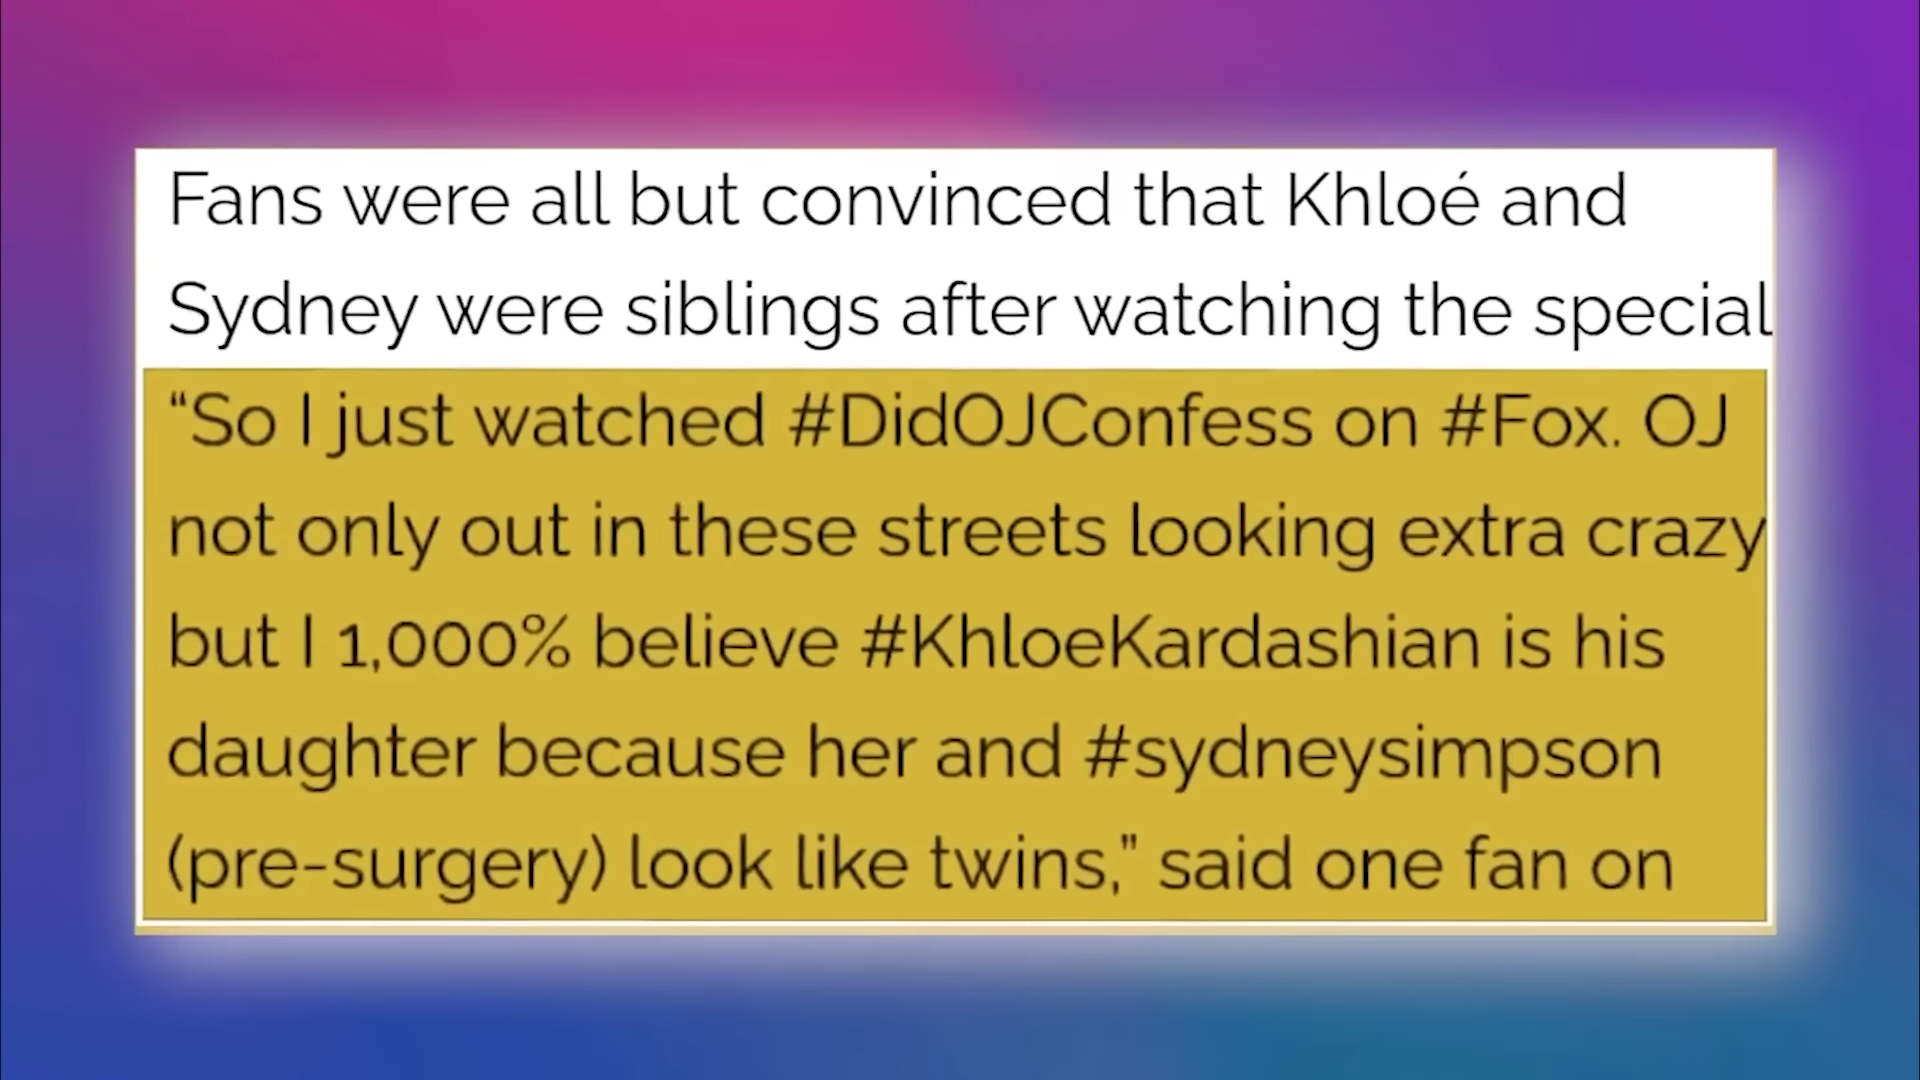 Fans were all but convinced that Khloé and
Sydney were siblings after watching the special
“So I just watched #DidOJConfess on #Fox. OJ
not only out in these streets looking extra crazy
but I 1,000% believe #KhloeKardashian is his
daughter because her and #sydneysimpson
(pre-surgery) look like twins,” said one fan on